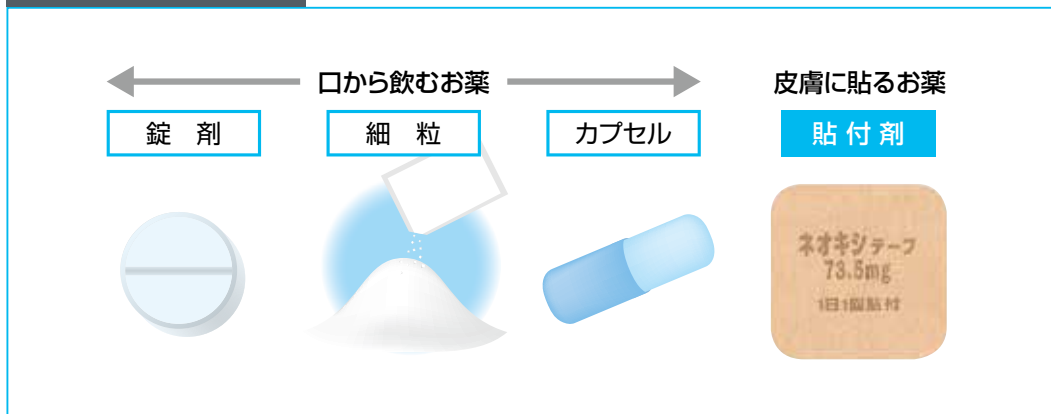 口から飲むお薬
皮膚に貼るお薬
錠 剤
細 粒
カプセル
貼付剤
ネオキシテープ
73.5mg
1日1回貼付